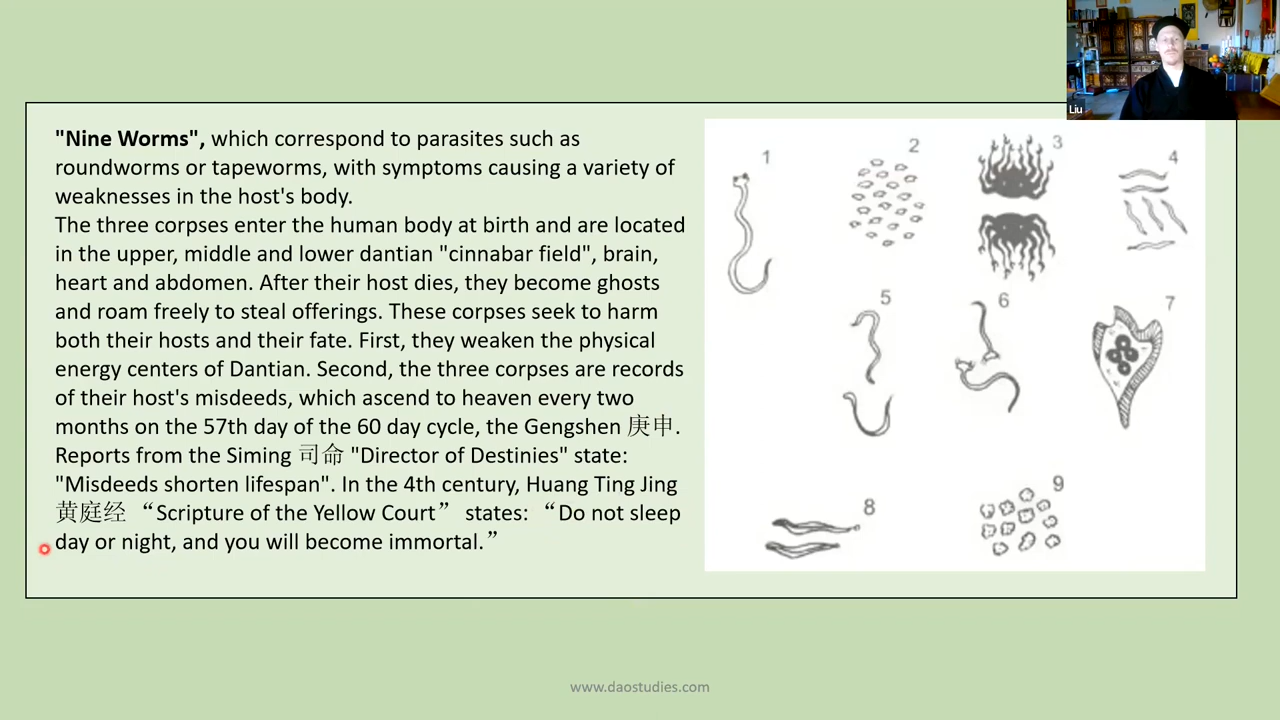 Liu
"Nine Worms", which correspond to parasites such as
roundworms or tapeworms, with symptoms causing a variety of
weaknesses in the host's body.
The three corpses enter the human body at birth and are located
in the upper, middle and lower dantian "cinnabar field", brain,
heart and abdomen. After their host dies, they become ghosts
and roam freely to steal offerings. These corpses seek to harm
both their hosts and their fate. First, they weaken the physical
energy centers of Dantian. Second, the three corpses are records
of their host's misdeeds, which ascend to heaven every two
months on the 57th day of the 60 day cycle, the Gengshen 庚申.
Reports from the Siming 司命 "Director of Destinies" state:
"Misdeeds shorten lifespan". In the 4th century, Huang Ting Jing
黄庭经 “Scripture of the Yellow Court” states: “Do not sleep
day or night, and you will become immortal.”
1
2
3
4
5
6
7
8
9
www.daostudies.com